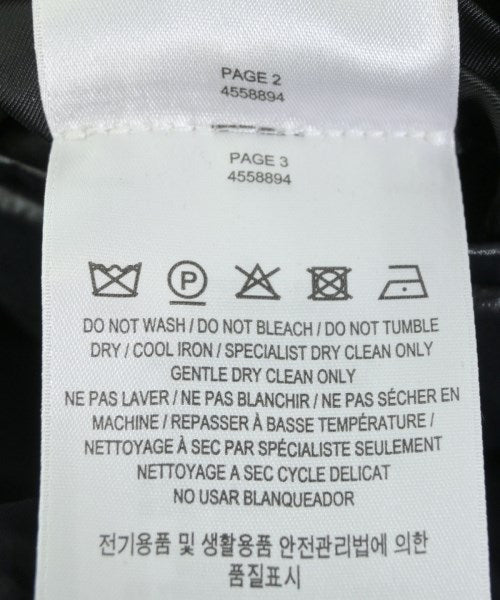 PAGE 2
4558894
PAGE 3
4558894
P
DO NOT WASH / DO NOT BLEACH / DO NOT TUMBLE
DRY / COOL IRON / SPECIALIST DRY CLEAN ONLY
GENTLE DRY CLEAN ONLY
NE PAS LAVER / NE PAS BLANCHIR / NE PAS SÉCHER EN
MACHINE / REPASSER À BASSE TEMPÉRATURE /
NETTOYAGE À SEC PAR SPÉCIALISTE SEULEMENT
NETTOYAGE A SEC CYCLE DELICAT
NO USAR BLANQUEADOR
전기용품 및 생활용품 안전관리법에 의한
품질표시